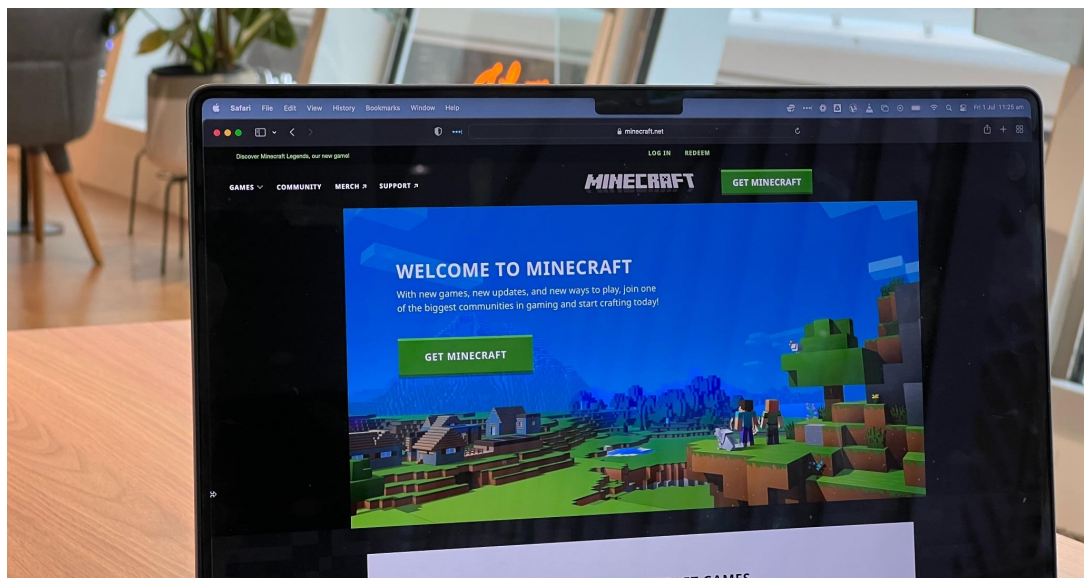 Safari File Edit View History Bookmarks Window Help
Fri 1 Jul 11:25 am
minecraft.net
Discover Minecraft Legends, our new game!
LOG IN REDEEM
GAMES COMMUNITY MERCH SUPPORT
MINECRAFT
GET MINECRAFT
WELCOME TO MINECRAFT
With new games, new updates, and new ways to play, join one
of the biggest communities in gaming and start crafting today!
GET MINECRAFT
GAMES